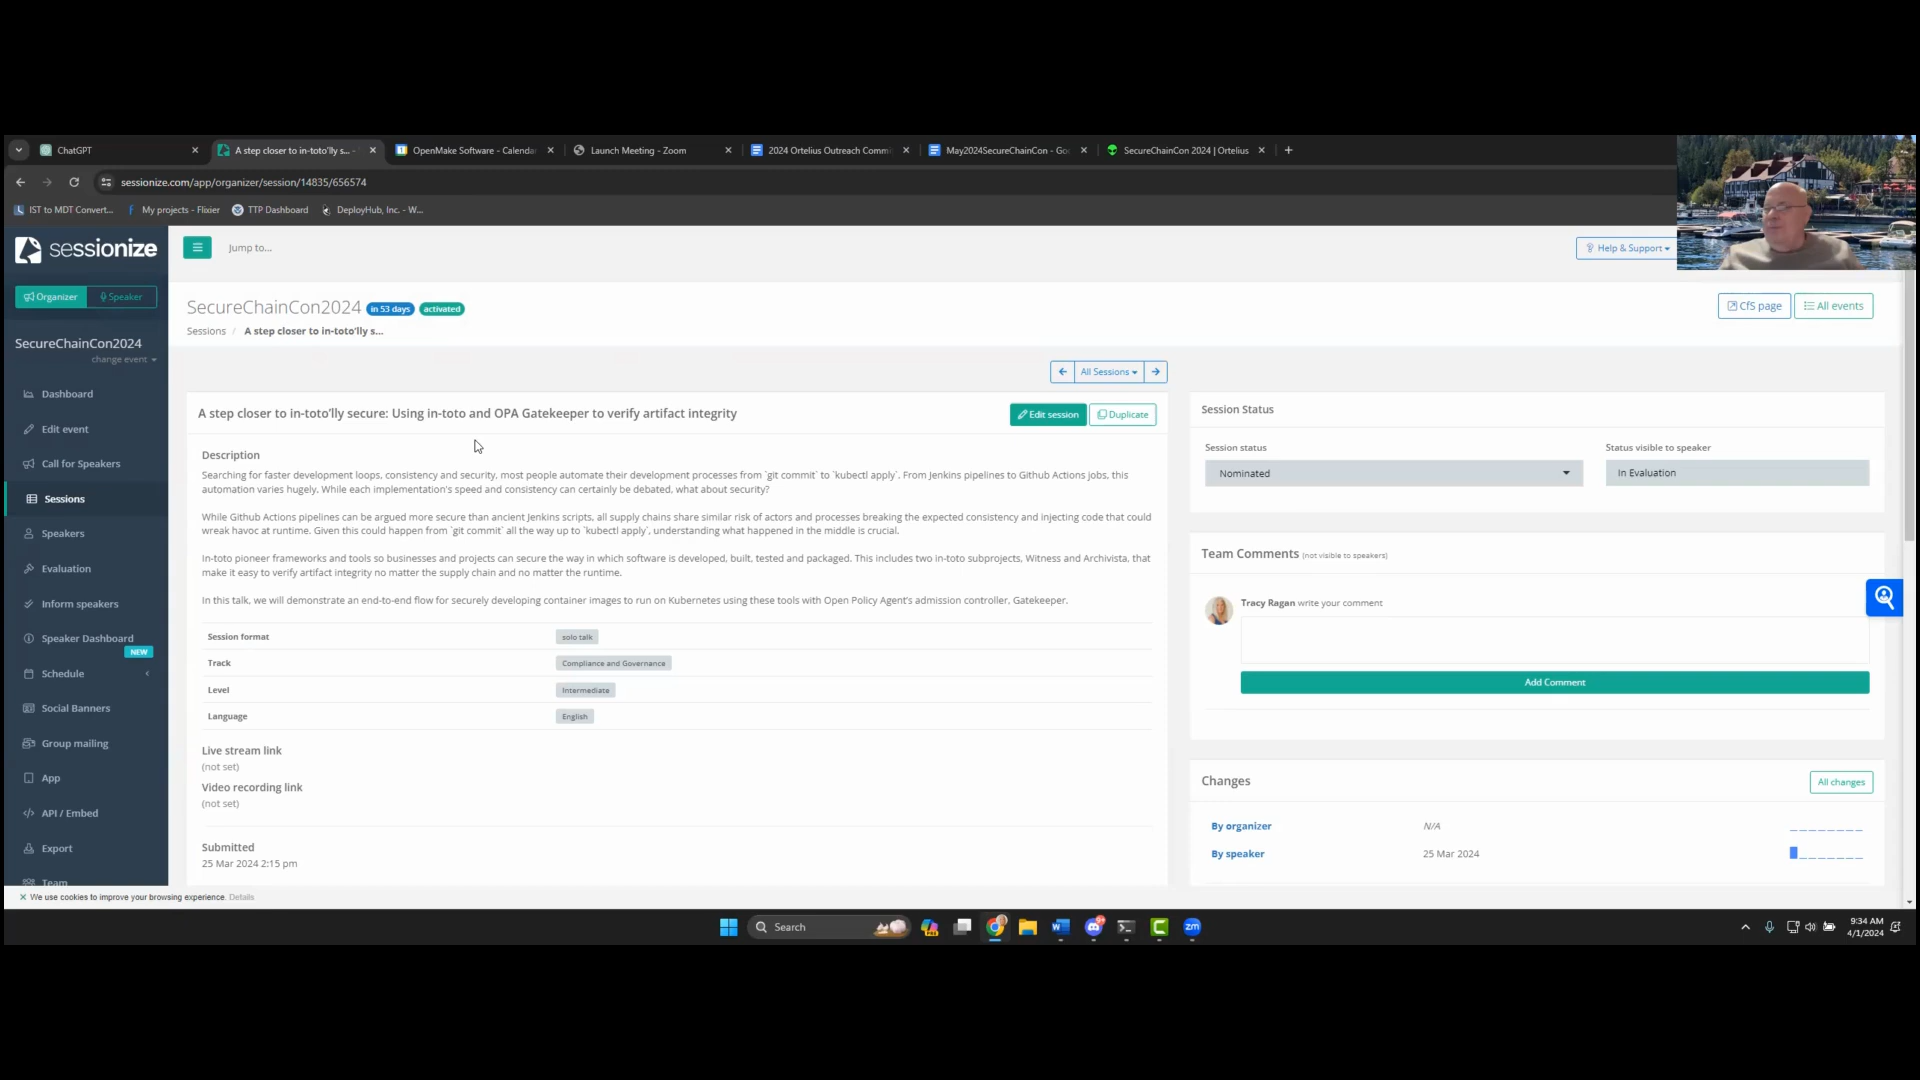 ChatGPT
A step closer to in-toto'lly s... -
OpenMake Software - Calenda
Launch Meeting - Zoom
2024 Ortelius Outreach Commi
May2024SecureChainCon - Go
SecureChainCon 2024 | Ortelius
sessionize.com/app/organizer/session/14835/656574
IST to MDT Convert...
My projects - Flixier
TTP Dashboard
DeployHub, Inc. - W...
sessionize
Jump to...
Help & Support
Organizer
Speaker
SecureChainCon2024
in 53 days
activated
CfS page
All events
Sessions / A step closer to in-toto'lly s...
SecureChainCon2024
change event
Dashboard
Edit event
Call for Speakers
Sessions
Speakers
Evaluation
Inform speakers
Speaker Dashboard
NEW
Schedule
Social Banners
Group mailing
App
API / Embed
Export
Team
All Sessions
A step closer to in-toto'lly secure: Using in-toto and OPA Gatekeeper to verify artifact integrity
Edit session
Duplicate
Description
Searching for faster development loops, consistency and security, most people automate their development processes from `git commit` to `kubectl apply`. From Jenkins pipelines to Github Actions jobs, this
automation varies hugely. While each implementation's speed and consistency can certainly be debated, what about security?
While Github Actions pipelines can be argued more secure than ancient Jenkins scripts, all supply chains share similar risk of actors and processes breaking the expected consistency and injecting code that could
wreak havoc at runtime. Given this could happen from `git commit` all the way up to `kubectl apply`, understanding what happened in the middle is crucial.
In-toto pioneer frameworks and tools so businesses and projects can secure the way in which software is developed, built, tested and packaged. This includes two in-toto subprojects, Witness and Archivista, that
make it easy to verify artifact integrity no matter the supply chain and no matter the runtime.
In this talk, we will demonstrate an end-to-end flow for securely developing container images to run on Kubernetes using these tools with Open Policy Agent's admission controller, Gatekeeper.
Session format
solo talk
Track
Compliance and Governance
Level
Intermediate
Language
English
Live stream link
(not set)
Video recording link
(not set)
Submitted
25 Mar 2024 2:15 pm
Session Status
Session status
Nominated
Status visible to speaker
In Evaluation
Team Comments (not visible to speakers)
Tracy Ragan write your comment
Add Comment
Changes
All changes
By organizer
N/A
By speaker
25 Mar 2024
We use cookies to improve your browsing experience. Details
Search
9:34 AM
4/1/2024